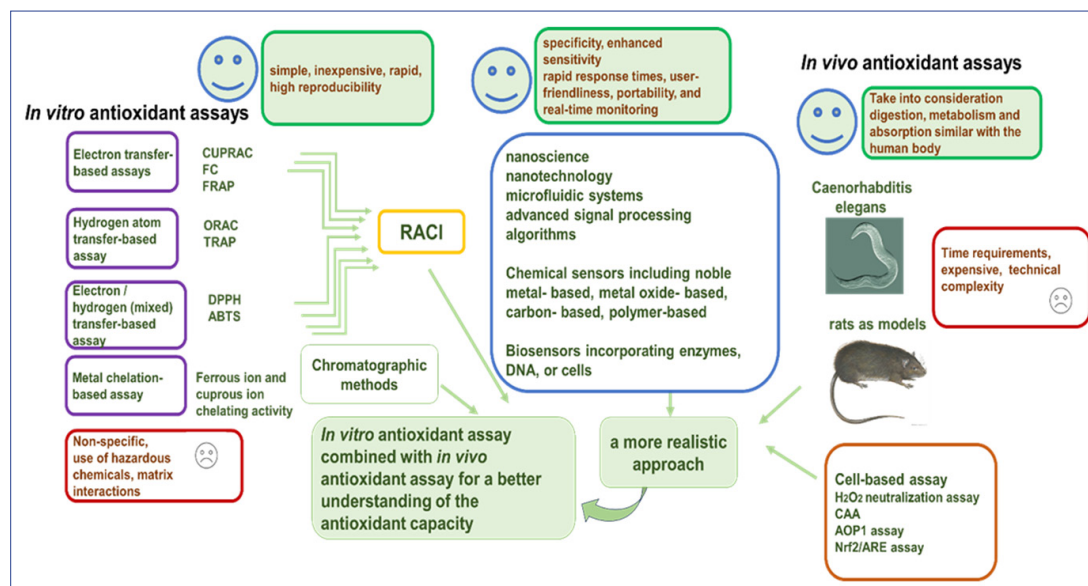 simple, inexpensive, rapid,
high reproducibility
specificity, enhanced
sensitivity
rapid response times, user-
friendliness, portability, and
real-time monitoring
In vivo antioxidant assays
Take into consideration
digestion, metabolism and
absorption similar with the
human body
In vitro antioxidant assays
Electron transfer-
based assays
CUPRAC
FC
FRAP
Hydrogen atom
transfer-based
assay
ORAC
TRAP
Electron /
hydrogen (mixed)
transfer-based
assay
DPPH
ABTS
Metal chelation-
based assay
Ferrous ion and
cuprous ion
chelating activity
Non-specific,
use of hazardous
chemicals, matrix
interactions
RACI
Chromatographic
methods
In vitro antioxidant assay
combined with in vivo
antioxidant assay for a better
understanding of the
antioxidant capacity
nanoscience
nanotechnology
microfluidic systems
advanced signal processing
algorithms
Chemical sensors including noble
metal- based, metal oxide- based,
carbon- based, polymer-based
Biosensors incorporating enzymes,
DNA, or cells
a more realistic
approach
Caenorhabditis
elegans
Time requirements,
expensive, technical
complexity
rats as models
Cell-based assay
H2O2 neutralization assay
CAA
AOP1 assay
Nrf2/ARE assay